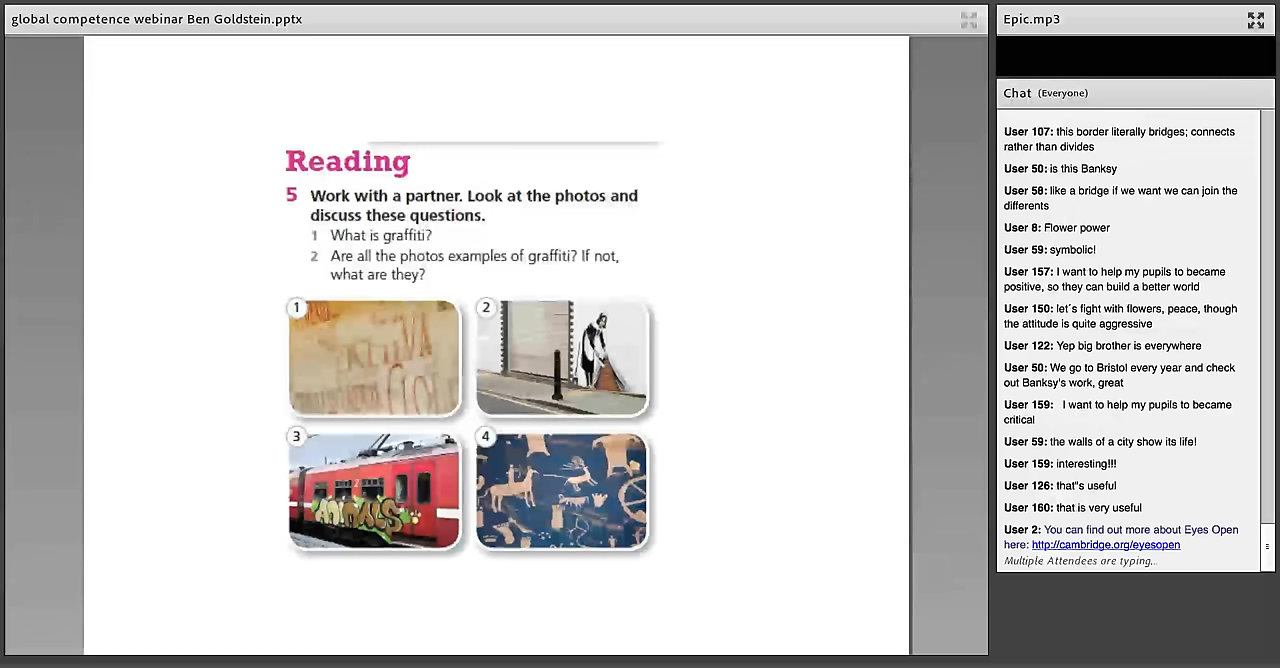 global competence webinar Ben Goldstein.pptx
Reading
5 Work with a partner. Look at the photos and
discuss these questions.
1 What is graffiti?
2 Are all the photos examples of graffiti? If not,
what are they?
1
2
3
ANIMALS
4
Epic.mp3
Chat (Everyone)
User 107: this border literally bridges; connects
rather than divides
User 50: is this Banksy
User 58: like a bridge if we want we can join the
differents
User 8: Flower power
User 59: symbolic!
User 157: I want to help my pupils to became
positive, so they can build a better world
User 150: let´s fight with flowers, peace, though
the attitude is quite aggressive
User 122: Yep big brother is everywhere
User 50: We go to Bristol every year and check
out Banksy's work, great
User 159: I want to help my pupils to became
critical
User 59: the walls of a city show its life!
User 159: interesting!!!
User 126: that"s useful
User 160: that is very useful
User 2: You can find out more about Eyes Open
here: http://cambridge.org/eyesopen
Multiple Attendees are typing...